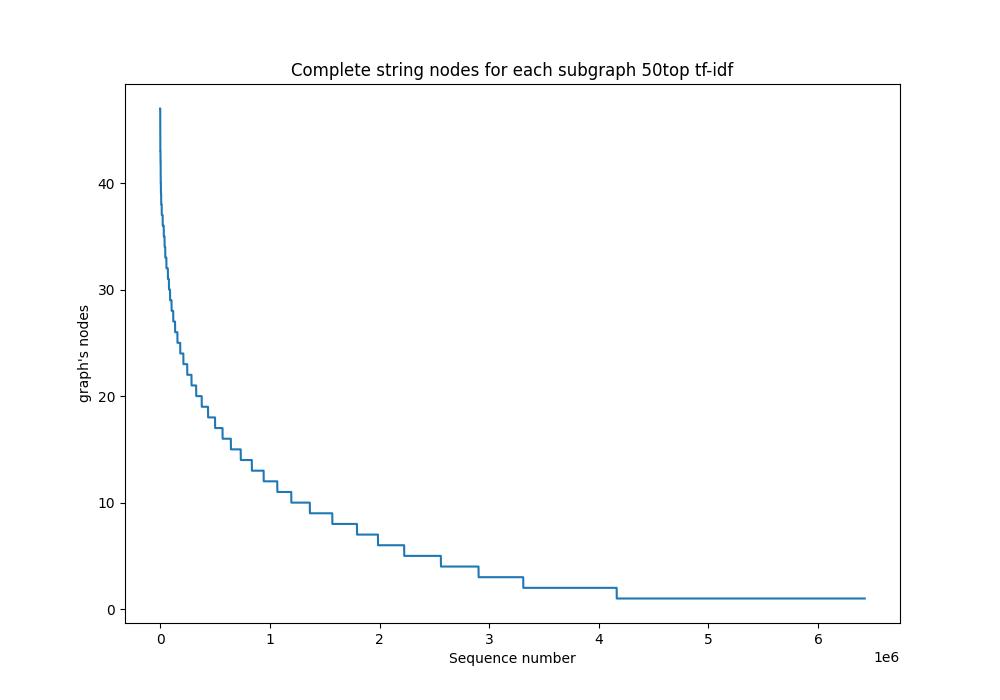 Complete string nodes for each subgraph 50top tf-idf
graph's nodes
40
30
20
10
0
0 1 2 3 4 5 6
1e6
Sequence number